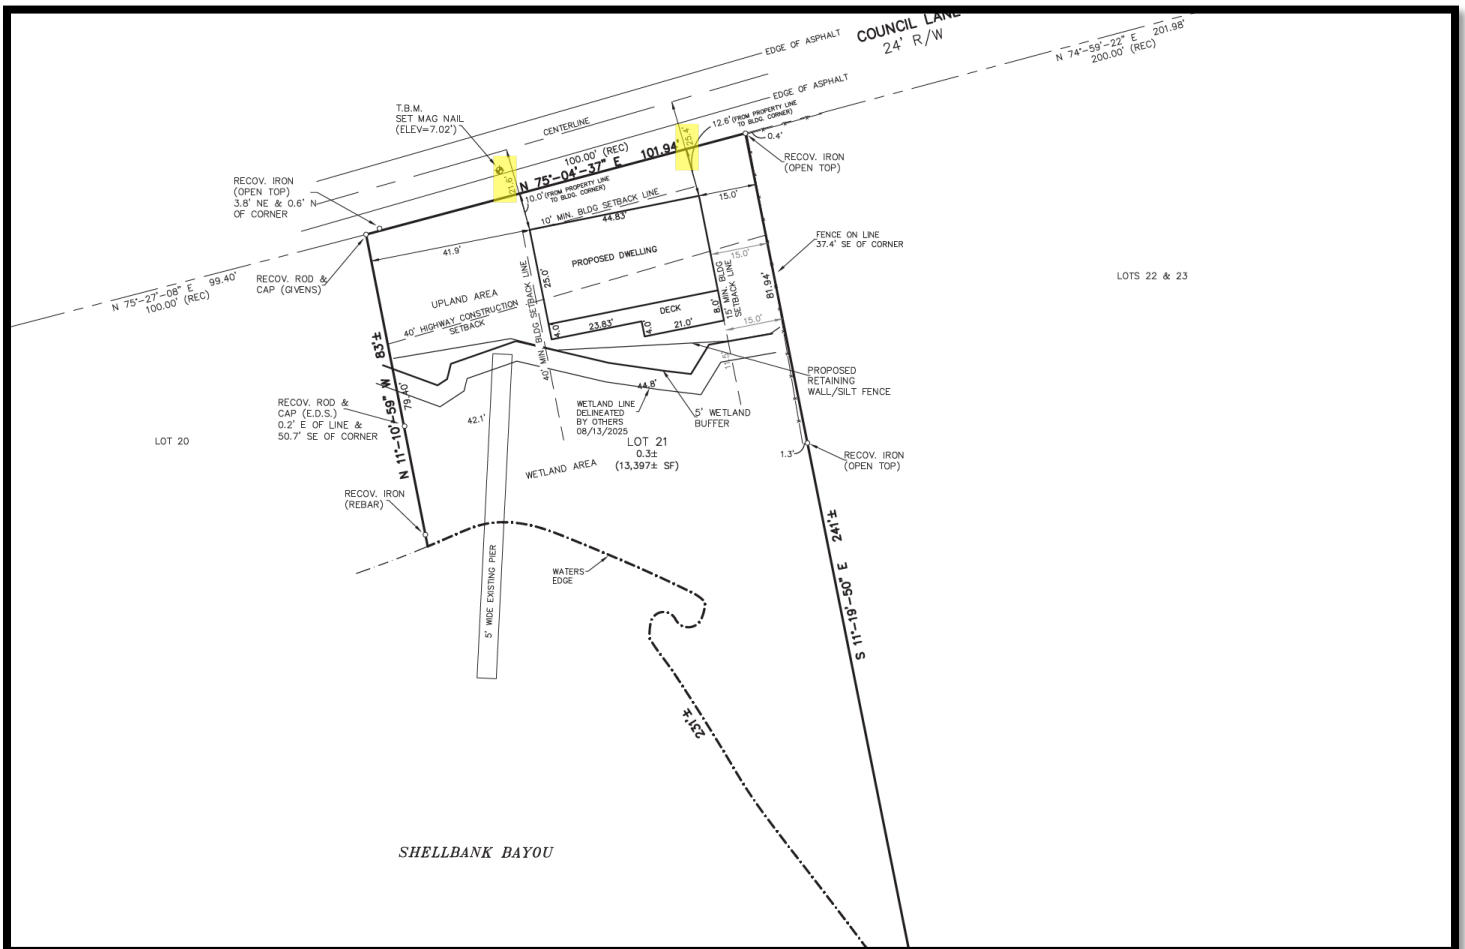 COUNCIL LANE
24' R/W
EDGE OF ASPHALT
EDGE OF ASPHALT
N 74°-59'-22" E 201.98'
200.00' (REC)
T.B.M.
SET MAG NAIL
(ELEV=7.02')
CENTERLINE
12.6' (FROM PROPERTY LINE
TO BLDG. CORNER)
25.4'
0.4'
RECOV. IRON
(OPEN TOP)
100.00' (REC)
N 75°-04'-37" E 101.94'
21.6'
10.0' (FROM PROPERTY LINE
TO BLDG. CORNER)
RECOV. IRON
(OPEN TOP)
3.8' NE & 0.6' N
OF CORNER
10' MIN. BLDG SETBACK LINE
44.83'
15.0'
41.9'
PROPOSED DWELLING
15.0'
FENCE ON LINE
37.4' SE OF CORNER
LOTS 22 & 23
RECOV. ROD &
CAP (GIVENS)
N 75°-27'-08" E 99.40'
100.00' (REC)
25.0'
UPLAND AREA
40' HIGHWAY CONSTRUCTION
SETBACK
40' MIN. BLDG SETBACK LINE
15' MIN. BLDG
SETBACK LINE
81.94'
DECK
8.0'
4.0'
23.83'
4.0'
21.0'
15.0'
83'±
N 11°-10'-59" W
79.40'
PROPOSED
RETAINING
WALL/SILT FENCE
44.8'
WETLAND LINE
DELINEATED
BY OTHERS
08/13/2025
5' WETLAND
BUFFER
RECOV. ROD &
CAP (E.D.S.)
0.2' E OF LINE &
50.7' SE OF CORNER
42.1'
LOT 20
LOT 21
0.3±
(13,397± SF)
WETLAND AREA
1.3'
RECOV. IRON
(OPEN TOP)
RECOV. IRON
(REBAR)
5' WIDE EXISTING PIER
WATERS
EDGE
S 11°-19'-50" E 241'±
231'±
SHELLBANK BAYOU